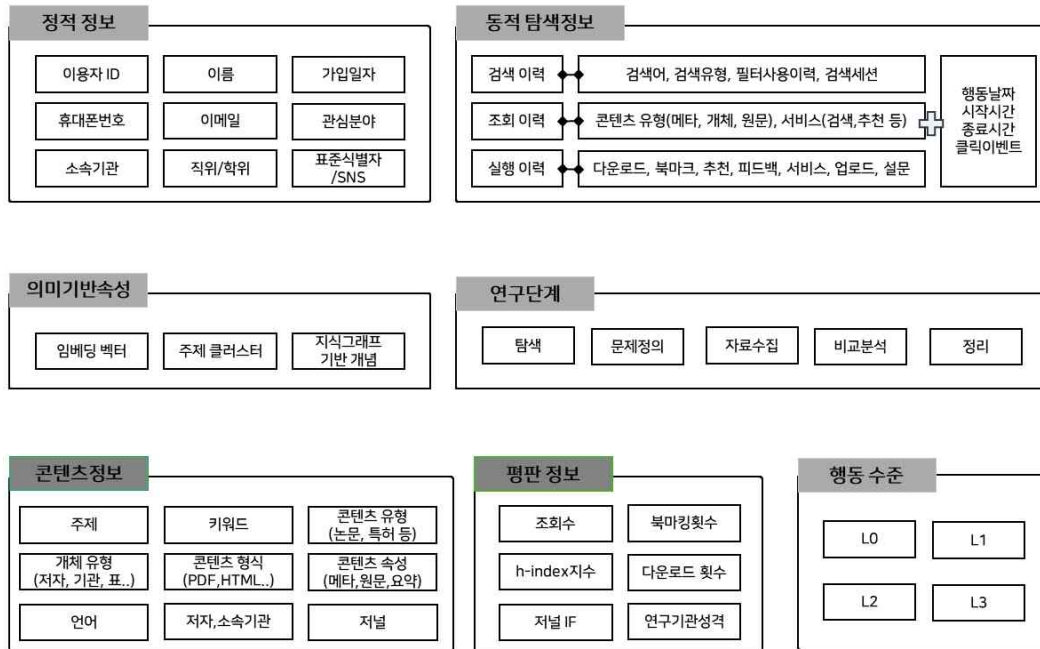 정적 정보
이용자 ID
이름
가입일자
휴대폰번호
이메일
관심분야
소속기관
직위/학위
표준식별자
/SNS
동적 탐색정보
검색 이력
검색어, 검색유형, 필터사용이력, 검색세션
조회 이력
콘텐츠 유형(메타, 개체, 원문), 서비스(검색,추천 등)
실행 이력
다운로드, 북마크, 추천, 피드백, 서비스, 업로드, 설문
행동날짜
시작시간
종료시간
클릭이벤트
의미기반속성
임베딩 벡터
주제 클러스터
지식그래프
기반 개념
연구단계
탐색
문제정의
자료수집
비교분석
정리
콘텐츠정보
주제
키워드
콘텐츠 유형
(논문, 특허 등)
개체 유형
(저자, 기관, 표..)
콘텐츠 형식
(PDF,HTML..)
콘텐츠 속성
(메타,원문,요약)
언어
저자,소속기관
저널
평판 정보
조회수
북마킹횟수
h-index지수
다운로드 횟수
저널 IF
연구기관성격
행동 수준
L0
L1
L2
L3